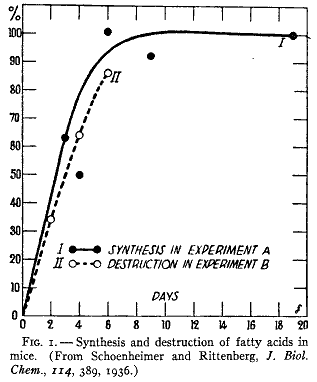 %
100
90
80
70
60
50
40
30
20
10
0
I
II
I SYNTHESIS IN EXPERIMENT A
II DESTRUCTION IN EXPERIMENT B
DAYS
0 2 4 6 8 10 12 14 16 18 20
FIG. 1.—Synthesis and destruction of fatty acids in
mice. (From Schoenheimer and Rittenberg, J. Biol.
Chem., 114, 389, 1936.)